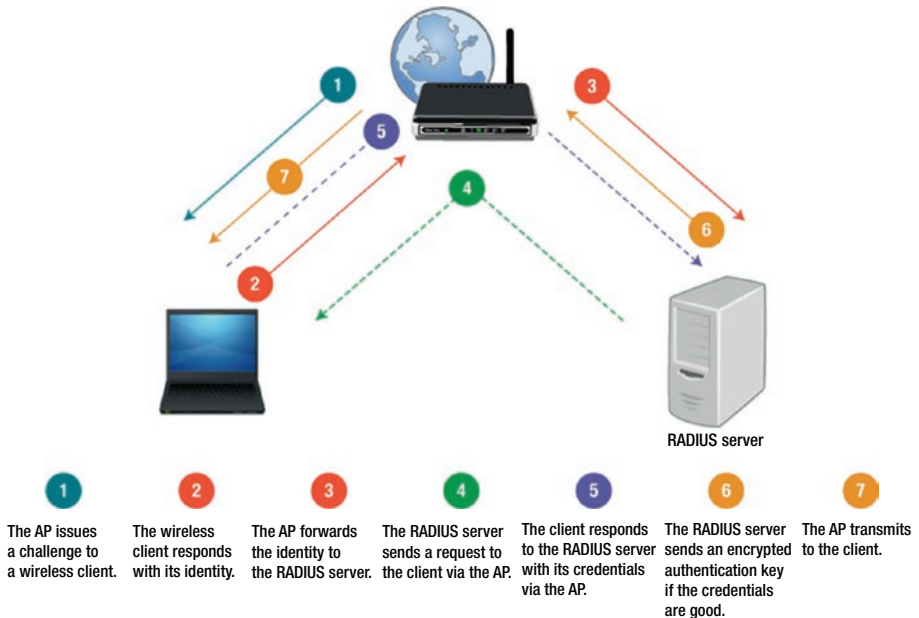 1
3
5
7
4
6
2
RADIUS server
1
2
3
4
5
6
7
The AP issues
a challenge to
a wireless client.
The wireless
client responds
with its identity.
The AP forwards
the identity to
the RADIUS server.
The RADIUS server
sends a request to
the client via the AP.
The client responds
to the RADIUS server
with its credentials
via the AP.
The RADIUS server
sends an encrypted
authentication key
if the credentials
are good.
The AP transmits
to the client.